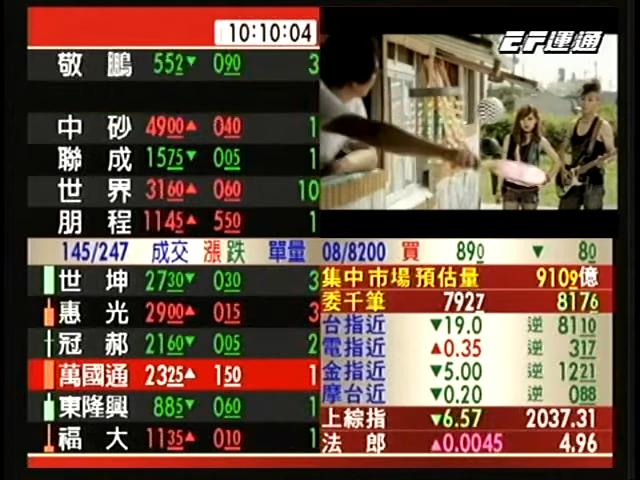 10:10:04
EF運通
敬鵬 552▼ 090 3
中砂 4900▲ 040 1
聯成 1575▼ 005 1
世界 3160▲ 060 10
朋程 1145▲ 550 1
145/247 成交 漲跌 單量
世坤 2730▼ 030 3
惠光 2900▲ 015 3
冠郝 2160▼ 005 2
萬國通 2325▲ 150 1
東隆興 885▼ 060 1
福大 1135▲ 010 1
08/8200 買 890 ▼ 80
集中市場預估量 9109億
委千筆 7927 8176
台指近 ▼19.0 逆 8110
電指近 ▲0.35 逆 317
金指近 ▼5.00 逆 1221
摩台近 ▼0.20 逆 088
上綜指 ▼6.57 2037.31
法郎 ▲0.0045 4.96